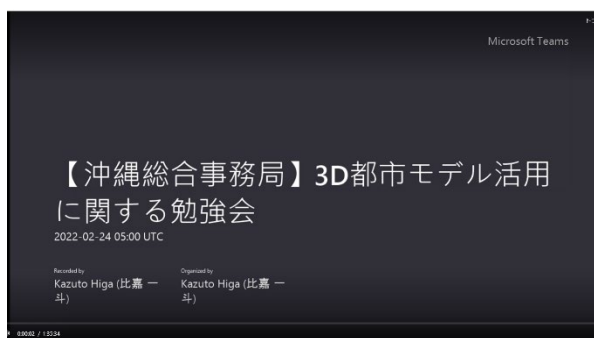 Microsoft Teams
【沖縄総合事務局】3D都市モデル活用
に関する勉強会
2022-02-24 05:00 UTC
Recorded by
Organized by
Kazuto Higa (比嘉 一
斗)
Kazuto Higa (比嘉 一
斗)
0:00:02 / 1:33:34